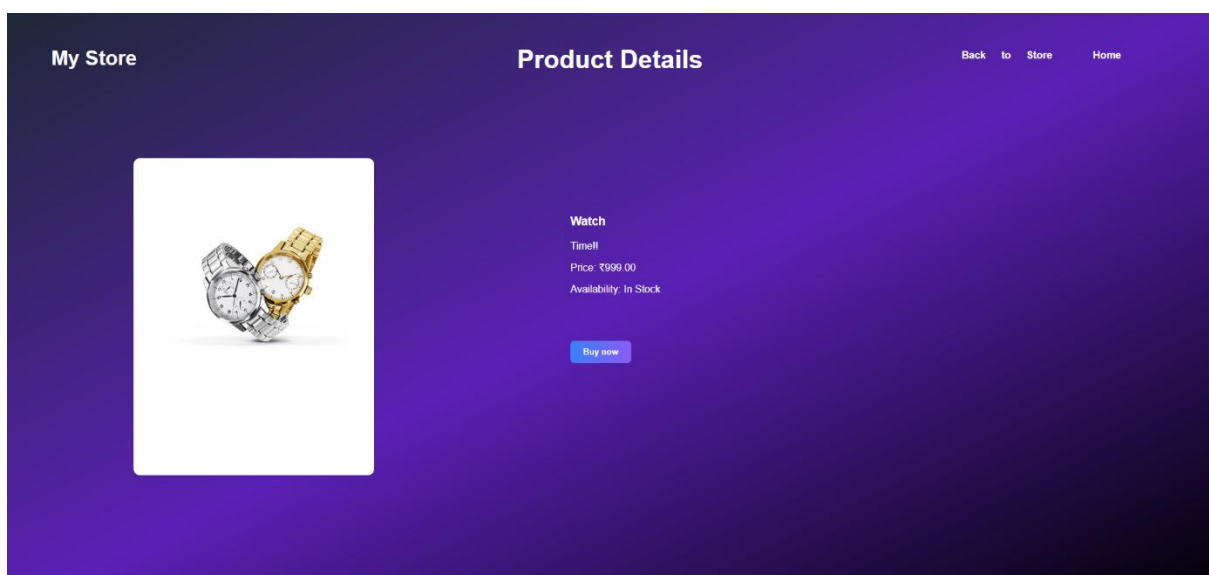 My Store
Product Details
Back to Store
Home
Watch
Time!!
Price: ₹999.00
Availability: In Stock
Buy now